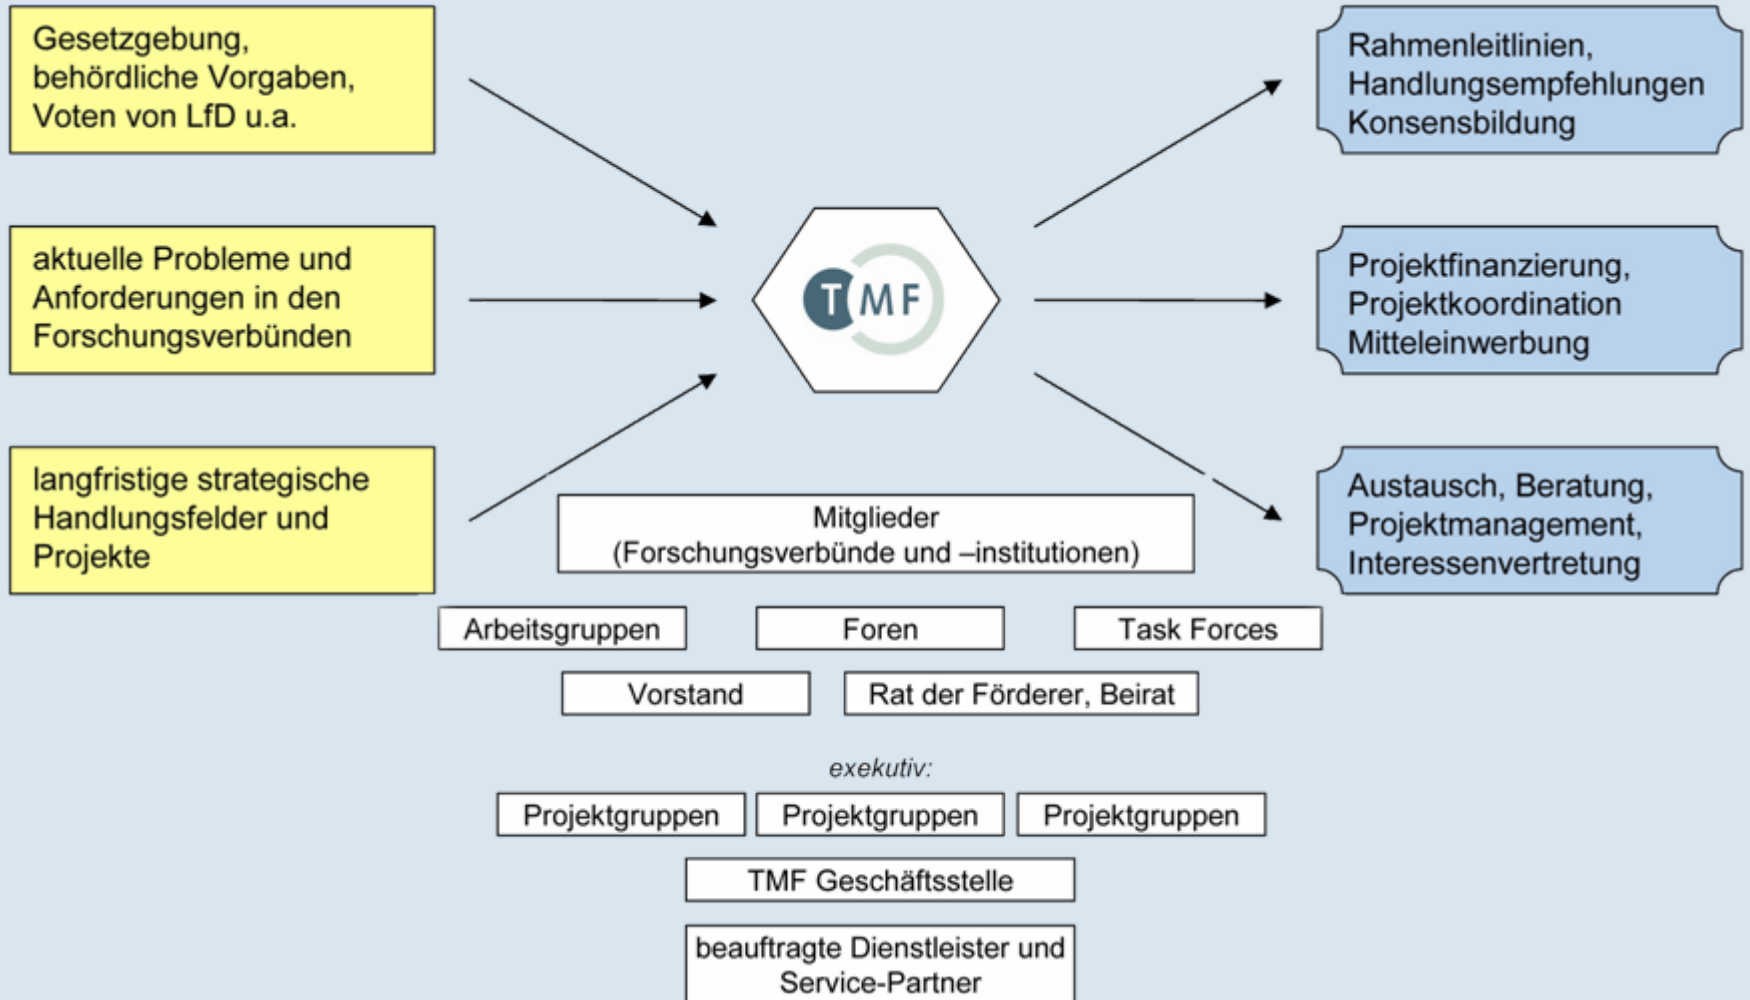 Gesetzgebung,
behördliche Vorgaben,
Voten von LfD u.a.
aktuelle Probleme und
Anforderungen in den
Forschungsverbünden
langfristige strategische
Handlungsfelder und
Projekte
TMF
Rahmenleitlinien,
Handlungsempfehlungen
Konsensbildung
Projektfinanzierung,
Projektkoordination
Mitteleinwerbung
Austausch, Beratung,
Projektmanagement,
Interessenvertretung
Mitglieder
(Forschungsverbünde und –institutionen)
Arbeitsgruppen
Foren
Task Forces
Vorstand
Rat der Förderer, Beirat
exekutiv:
Projektgruppen
Projektgruppen
Projektgruppen
TMF Geschäftsstelle
beauftragte Dienstleister und
Service-Partner